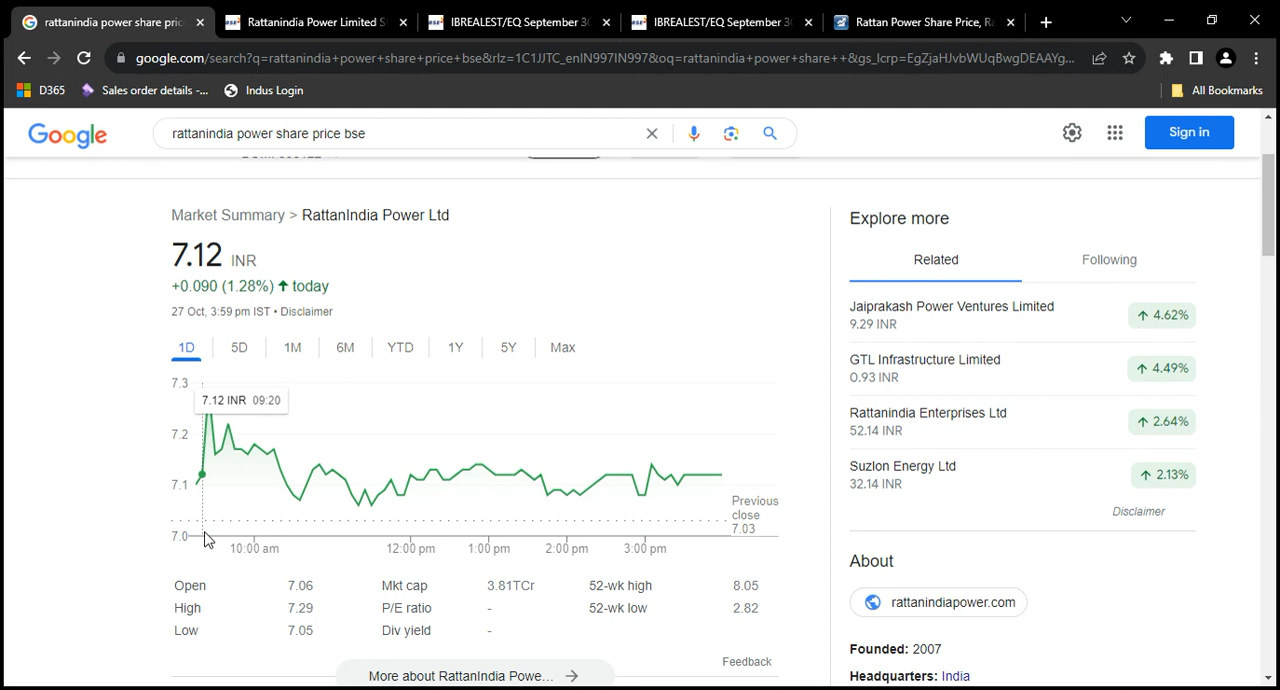 rattanindia power share pric
Rattanindia Power Limited S
IBREALEST/EQ September 30
IBREALEST/EQ September 30
Rattan Power Share Price, R
google.com/search?q=rattanindia+power+share+price+bse&rlz=1C1JJTC_enIN997IN997&oq=rattanindia+power+share++&gs_lcrp=EgZjaHJvbWUqBwgDEAAYg...
D365
Sales order details -...
Indus Login
All Bookmarks
Google
rattanindia power share price bse
Sign in
Market Summary > RattanIndia Power Ltd
7.12 INR
+0.090 (1.28%) ↑ today
27 Oct, 3:59 pm IST • Disclaimer
1D 5D 1M 6M YTD 1Y 5Y Max
7.3
7.12 INR 09:20
7.2
7.1
7.0
Previous
close
7.03
10:00 am 12:00 pm 1:00 pm 2:00 pm 3:00 pm
Open 7.06 Mkt cap 3.81TCr 52-wk high 8.05
High 7.29 P/E ratio - 52-wk low 2.82
Low 7.05 Div yield -
Feedback
More about RattanIndia Powe... →
Explore more
Related Following
Jaiprakash Power Ventures Limited
9.29 INR
↑ 4.62%
GTL Infrastructure Limited
0.93 INR
↑ 4.49%
Rattanindia Enterprises Ltd
52.14 INR
↑ 2.64%
Suzlon Energy Ltd
32.14 INR
↑ 2.13%
Disclaimer
About
rattanindiapower.com
Founded: 2007
Headquarters: India